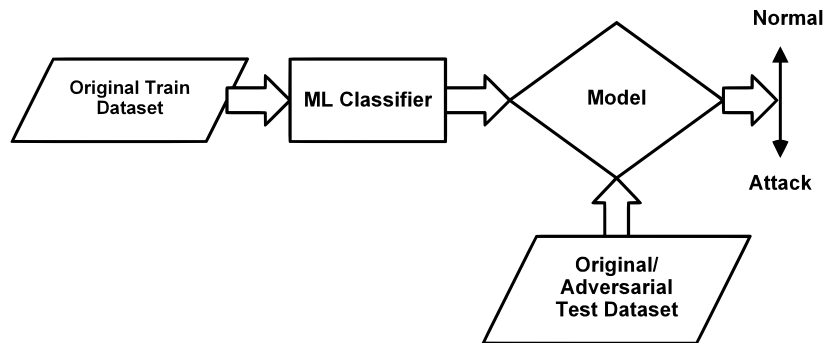 Normal
Original Train
Dataset
ML Classifier
Model
Attack
Original/
Adversarial
Test Dataset